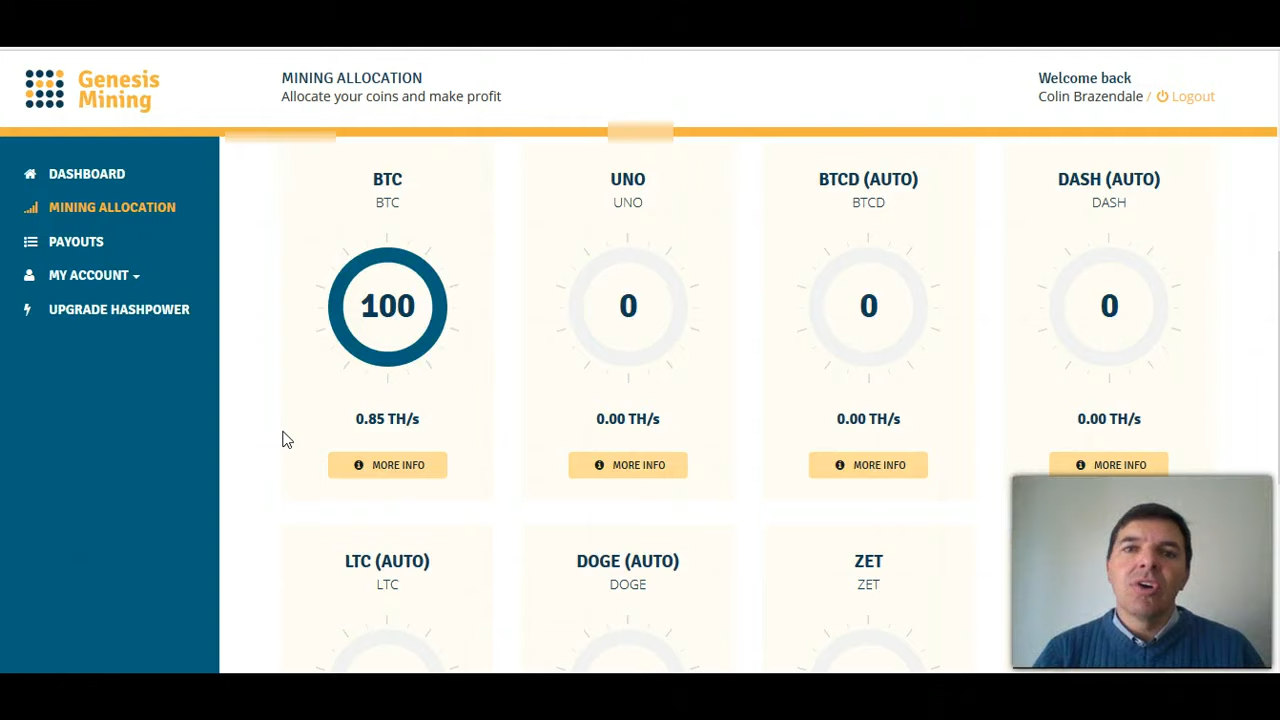 Genesis
Mining
MINING ALLOCATION
Allocate your coins and make profit
Welcome back
Colin Brazendale / Logout
DASHBOARD
MINING ALLOCATION
PAYOUTS
MY ACCOUNT
UPGRADE HASHPOWER
BTC
BTC
100
0.85 TH/s
MORE INFO
UNO
UNO
0
0.00 TH/s
MORE INFO
BTCD (AUTO)
BTCD
0
0.00 TH/s
MORE INFO
DASH (AUTO)
DASH
0
0.00 TH/s
MORE INFO
LTC (AUTO)
LTC
DOGE (AUTO)
DOGE
ZET
ZET